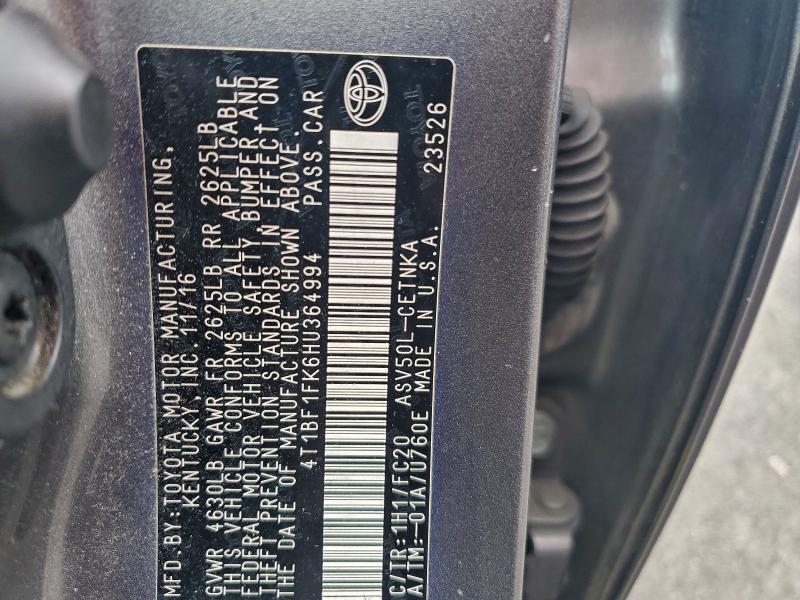 MFD.BY:TOYOTA MOTOR MANUFACTURING,
KENTUCKY, INC. 11/16
GVWR 4630LB GAWR FR 2625LB RR 2625LB
THIS VEHICLE CONFORMS TO ALL APPLICABLE
FEDERAL MOTOR VEHICLE SAFETY, BUMPER AND
THEFT PREVENTION STANDARDS IN EFFECT ON
THE DATE OF MANUFACTURE SHOWN ABOVE.
4T1BF1FK6HU364994 PASS.CAR
C/TR:1H1/FC20 ASV50L-CETNKA
A/TM:-01A/U760E MADE IN U.S.A. 23526